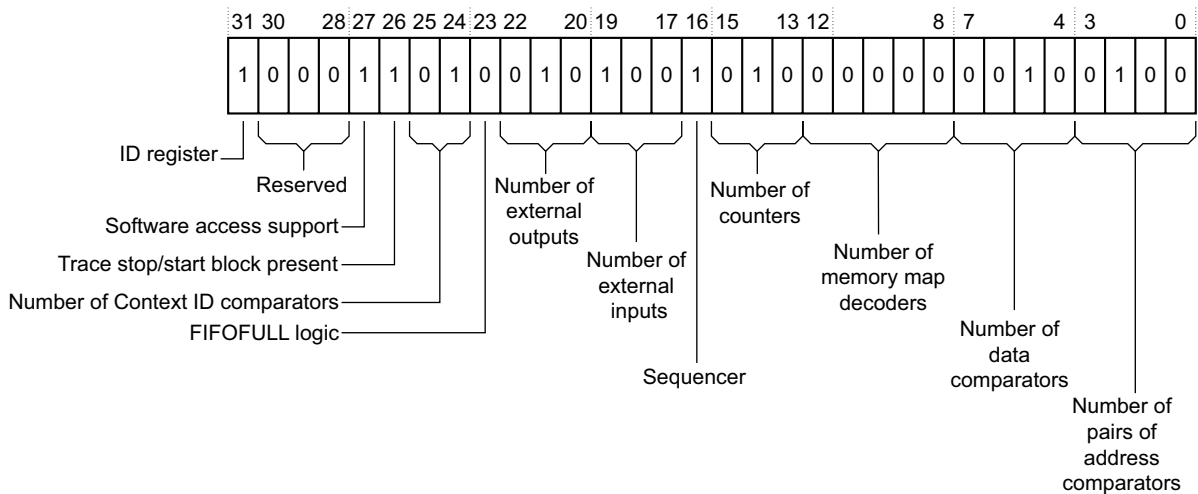 31 30 28 27 26 25 24 23 22 20 19 17 16 15 13 12 8 7 4 3 0
1 0 0 0 1 1 0 1 0 0 1 0 1 0 0 1 0 1 0 0 0 0 0 0 0 0 1 0 0 1 0 0
ID register
Reserved
Software access support
Trace stop/start block present
Number of Context ID comparators
FIFOFULL logic
Number of
external
outputs
Number of
external
inputs
Sequencer
Number of
counters
Number of
memory map
decoders
Number of
data
comparators
Number of
pairs of
address
comparators